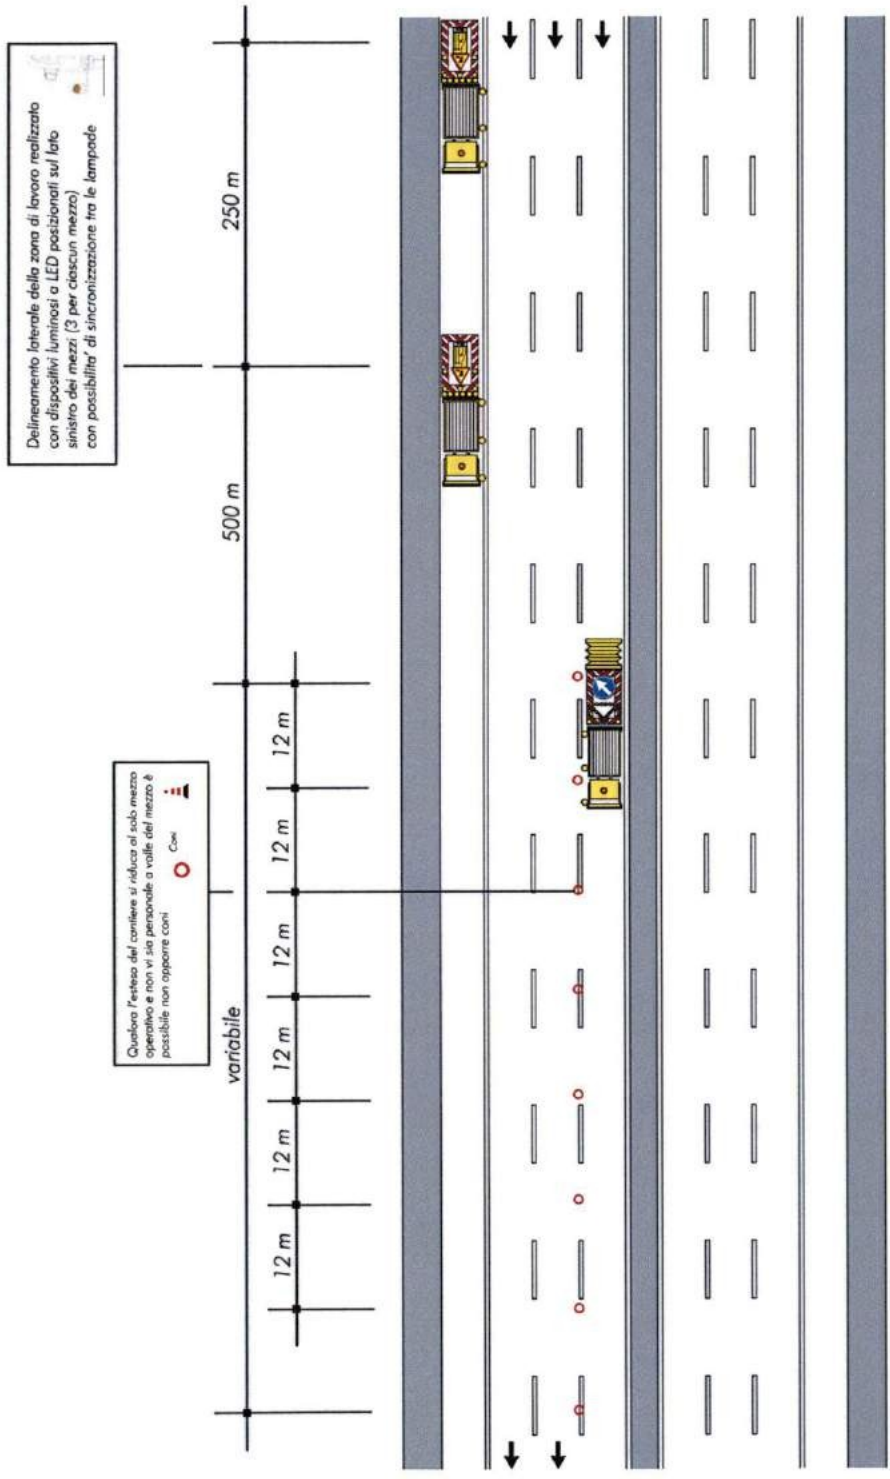 Delineamento laterale della zona di lavoro realizzato
con dispositivi luminosi a LED posizionati sul lato
sinistro dei mezzi (3 per ciascun mezzo)
con possibilita' di sincronizzazione tra le lampade
250 m
500 m
variabile
12 m
12 m
12 m
12 m
12 m
12 m
Qualora l'estesa del cantiere si riduca al solo mezzo
operativo e non vi sia personale a valle del mezzo è
possibile non apporre coni
Coni